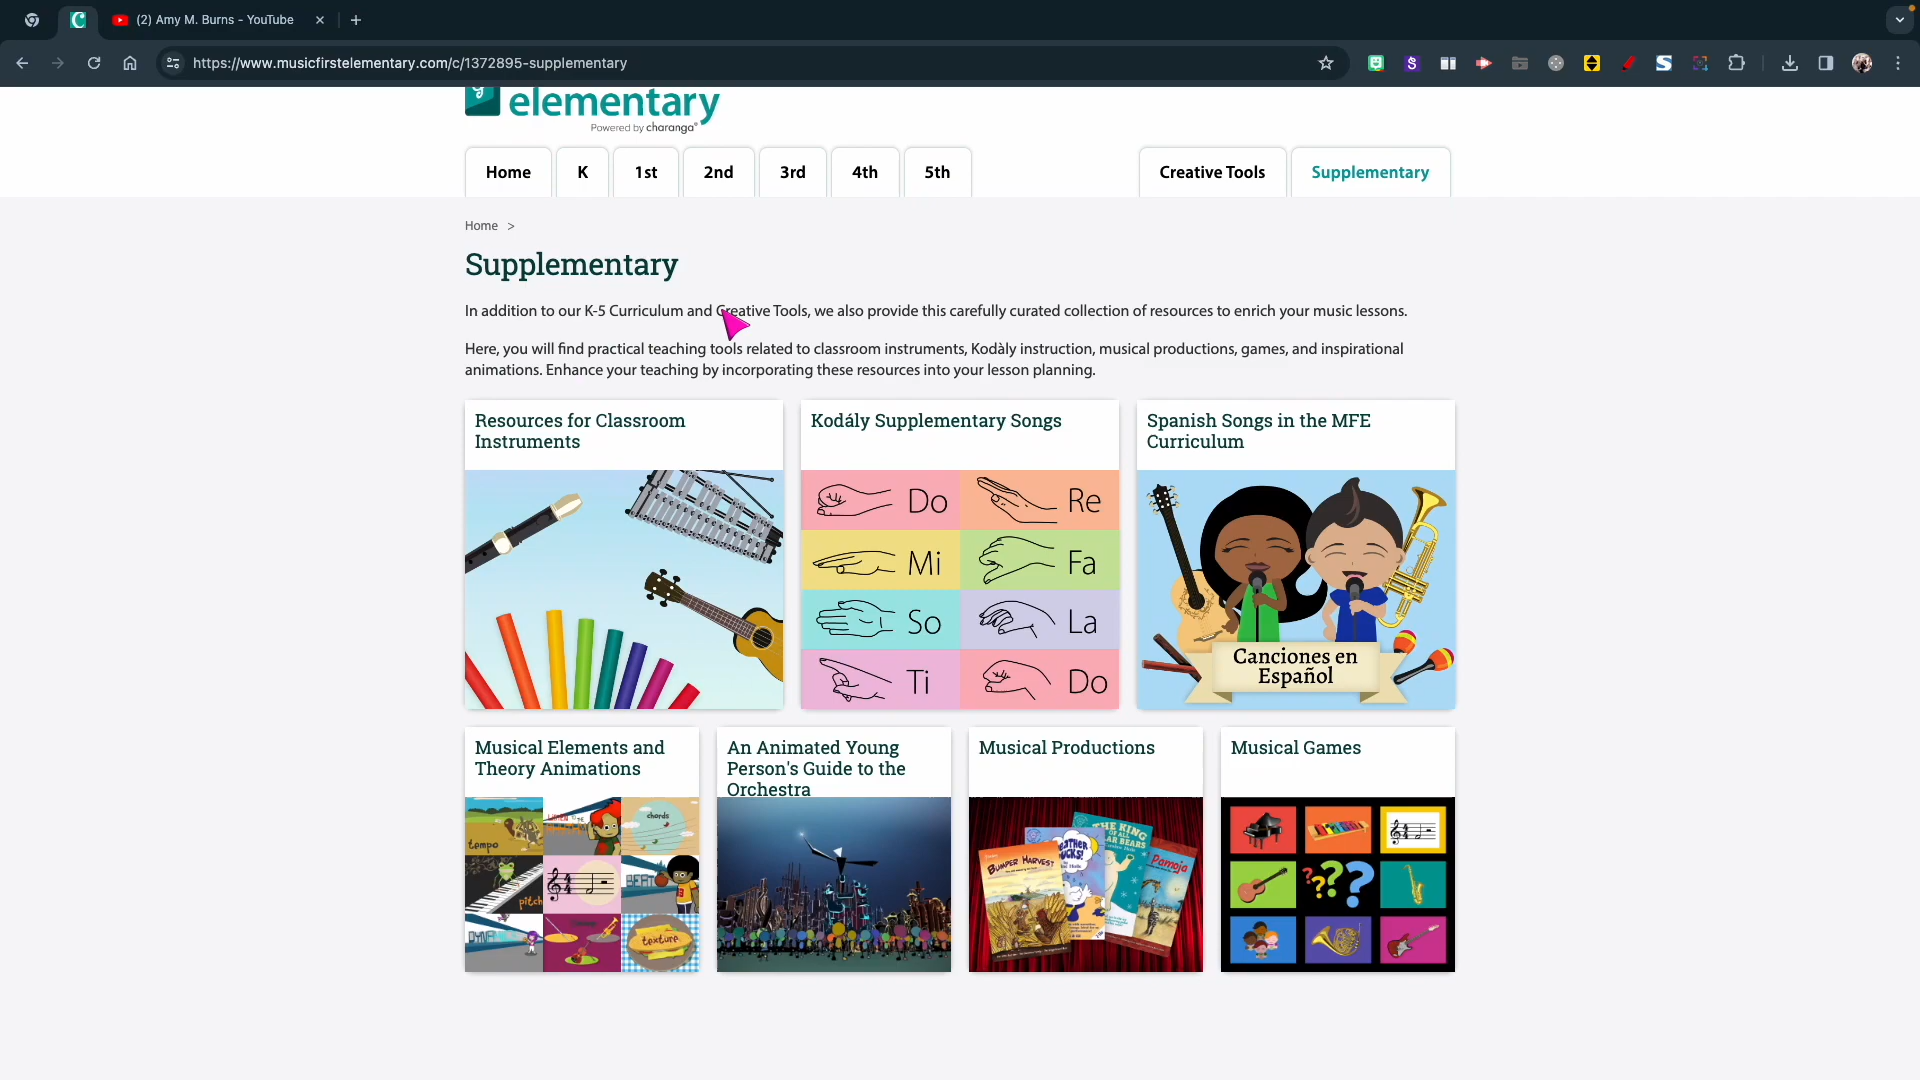 (2) Amy M. Burns - YouTube
https://www.musicfirstelementary.com/c/1372895-supplementary
elementary
Powered by charanga®
Home K 1st 2nd 3rd 4th 5th Creative Tools Supplementary
Home >
Supplementary
In addition to our K-5 Curriculum and Creative Tools, we also provide this carefully curated collection of resources to enrich your music lessons.
Here, you will find practical teaching tools related to classroom instruments, Kodàly instruction, musical productions, games, and inspirational
animations. Enhance your teaching by incorporating these resources into your lesson planning.
Resources for Classroom
Instruments
Kodály Supplementary Songs
Do Re
Mi Fa
So La
Ti Do
Spanish Songs in the MFE
Curriculum
Canciones en
Español
Musical Elements and
Theory Animations
tempo
chords
pitch
BEAT
texture
An Animated Young
Person's Guide to the
Orchestra
Musical Productions
BUMPER HARVEST
THE KING
OF ALL
Pamoja
Musical Games